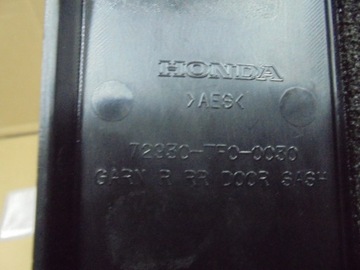 HONDA
>AES<
72930-TF0-0030
GARN R RR DOOR SASH